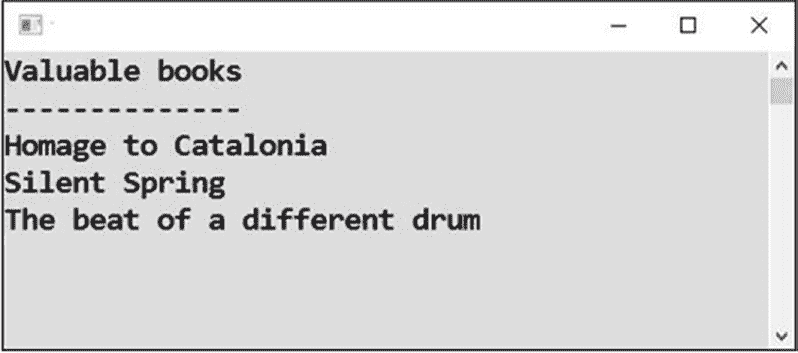 Valuable books
--------------
Homage to Catalonia
Silent Spring
The beat of a different drum